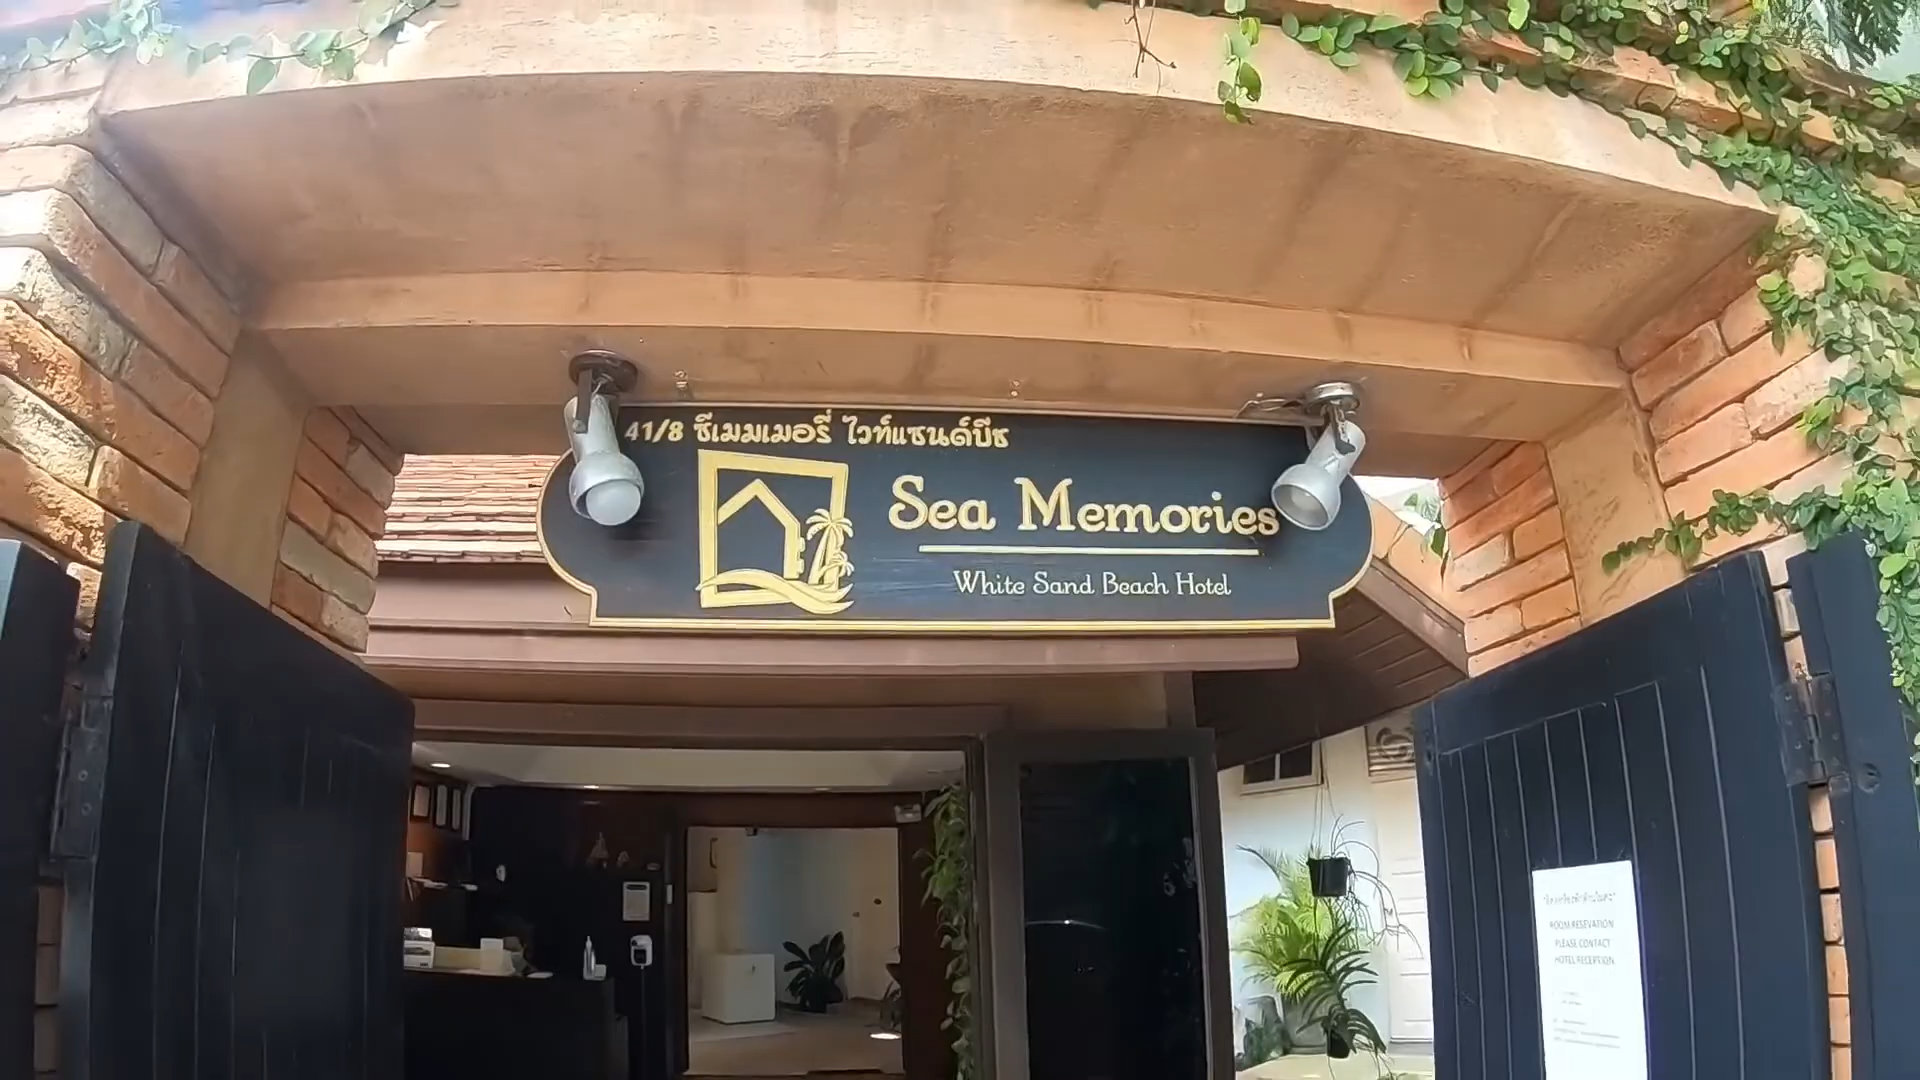 41/8 ซีเมมเมอรี่ ไวท์แซนด์บีช
Sea Memories
White Sand Beach Hotel
ROOM RESEVATION
PLEASE CONTACT
HOTEL RECEPTION